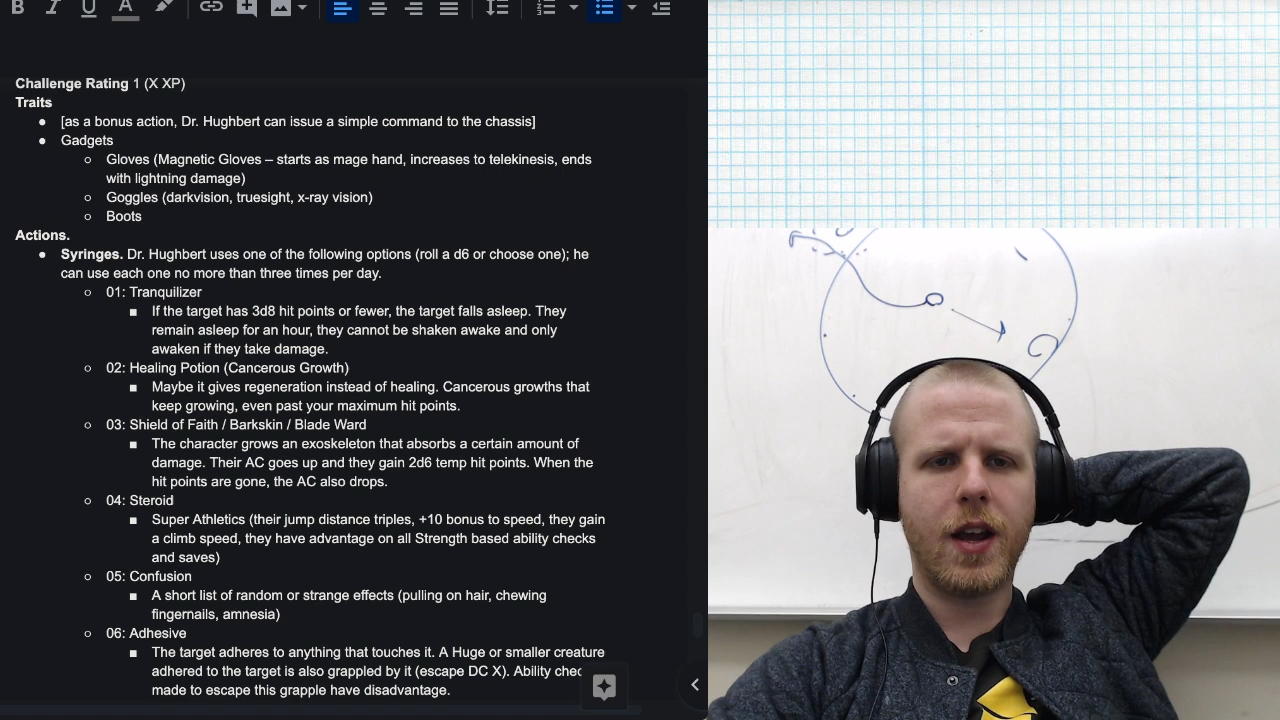 Challenge Rating 1 (X XP)
Traits
● [as a bonus action, Dr. Hughbert can issue a simple command to the chassis]
● Gadgets
○ Gloves (Magnetic Gloves – starts as mage hand, increases to telekinesis, ends
with lightning damage)
○ Goggles (darkvision, truesight, x-ray vision)
○ Boots
Actions.
● Syringes. Dr. Hughbert uses one of the following options (roll a d6 or choose one); he
can use each one no more than three times per day.
○ 01: Tranquilizer
■ If the target has 3d8 hit points or fewer, the target falls asleep. They
remain asleep for an hour, they cannot be shaken awake and only
awaken if they take damage.
○ 02: Healing Potion (Cancerous Growth)
■ Maybe it gives regeneration instead of healing. Cancerous growths that
keep growing, even past your maximum hit points.
○ 03: Shield of Faith / Barkskin / Blade Ward
■ The character grows an exoskeleton that absorbs a certain amount of
damage. Their AC goes up and they gain 2d6 temp hit points. When the
hit points are gone, the AC also drops.
○ 04: Steroid
■ Super Athletics (their jump distance triples, +10 bonus to speed, they gain
a climb speed, they have advantage on all Strength based ability checks
and saves)
○ 05: Confusion
■ A short list of random or strange effects (pulling on hair, chewing
fingernails, amnesia)
○ 06: Adhesive
■ The target adheres to anything that touches it. A Huge or smaller creature
adhered to the target is also grappled by it (escape DC X). Ability chec
made to escape this grapple have disadvantage.